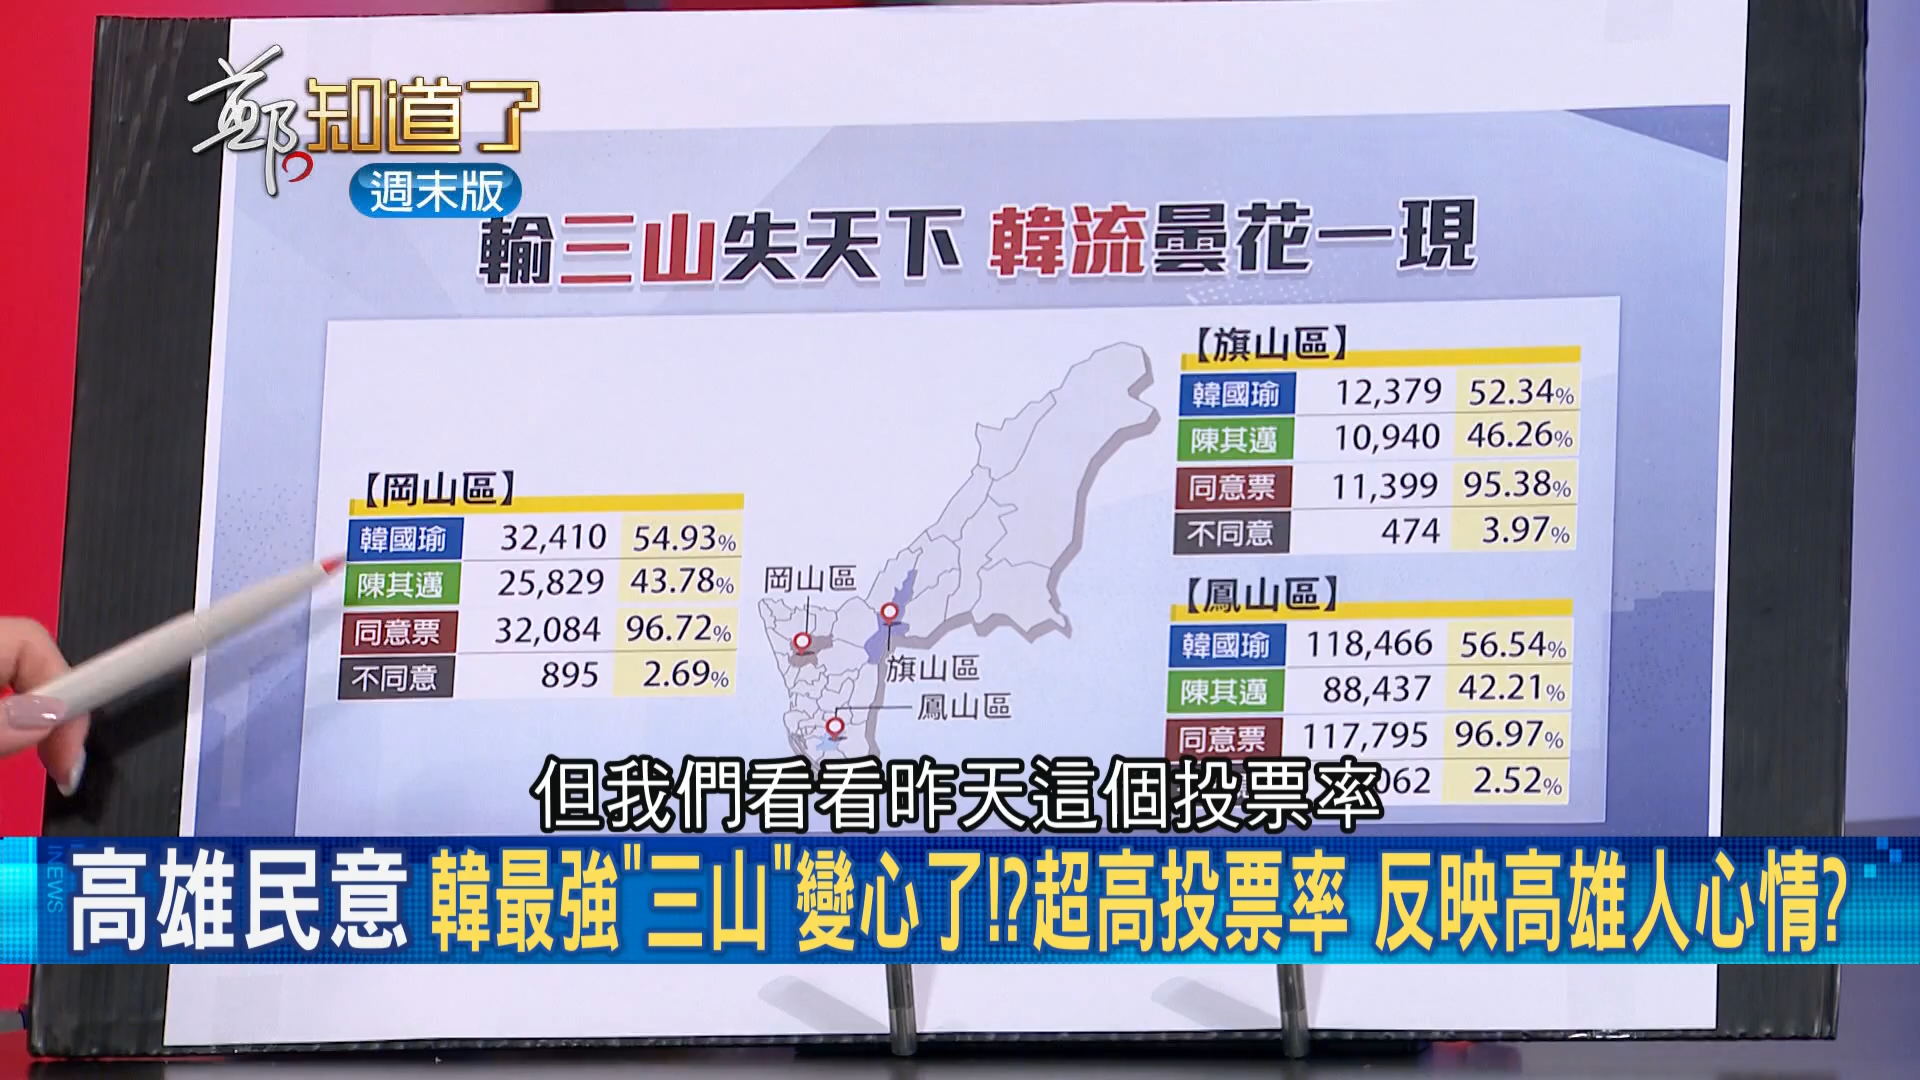 鄭知道了
週末版
輸三山失天下 韓流曇花一現
【岡山區】
韓國瑜 32,410 54.93%
陳其邁 25,829 43.78%
同意票 32,084 96.72%
不同意 895 2.69%
岡山區
旗山區
鳳山區
【旗山區】
韓國瑜 12,379 52.34%
陳其邁 10,940 46.26%
同意票 11,399 95.38%
不同意 474 3.97%
【鳳山區】
韓國瑜 118,466 56.54%
陳其邁 88,437 42.21%
同意票 117,795 96.97%
062 2.52%
但我們看看昨天這個投票率
NEWS
高雄民意 韓最強"三山"變心了!?超高投票率 反映高雄人心情?